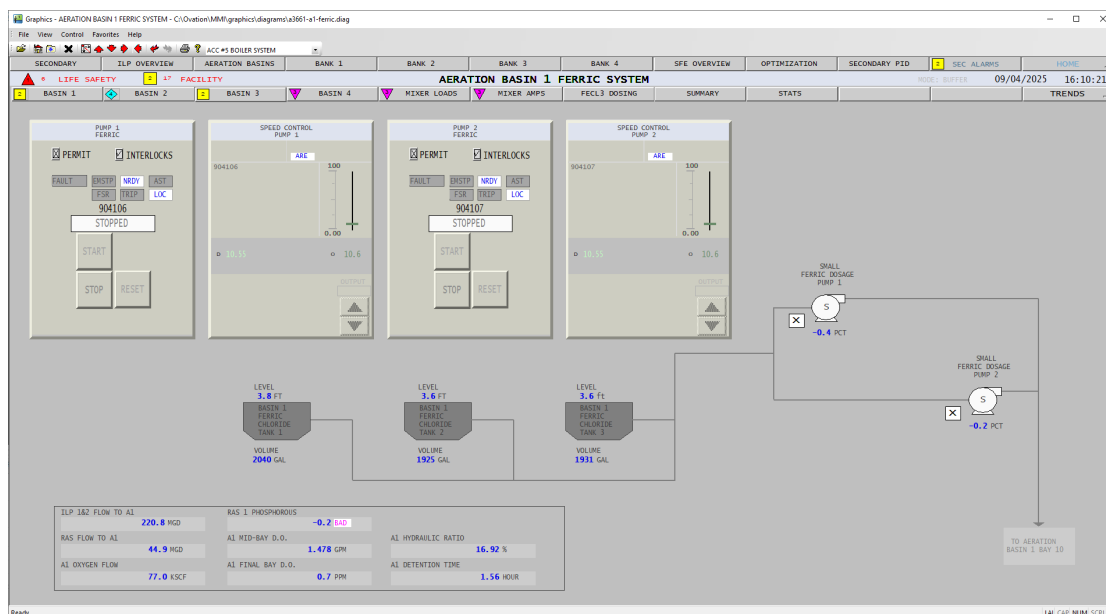 Graphics - AERATION BASIN 1 FERRIC SYSTEM - C:\Ovation\MMI\graphics\diagrams\a3661-a1-ferric.diag
File View Control Favorites Help
ACC #5 BOILER SYSTEM
SECONDARY ILP OVERVIEW AERATION BASINS BANK 1 BANK 2 BANK 3 BANK 4 SFE OVERVIEW OPTIMIZATION SECONDARY PID 2 SEC ALARMS HOME
6 LIFE SAFETY 2 17 FACILITY AERATION BASIN 1 FERRIC SYSTEM MODE: BUFFER 09/04/2025 16:10:21
2 BASIN 1 4 BASIN 2 2 BASIN 3 BASIN 4 MIXER LOADS MIXER AMPS FECL3 DOSING SUMMARY STATS TRENDS
PUMP 1
FERRIC
X PERMIT INTERLOCKS
FAULT EMSTP NRDY AST
FSR TRIP LOC
904106
STOPPED
START
STOP RESET
SPEED CONTROL
PUMP 1
ARE
904106 100
0.00
D 10.55 O 10.6
OUTPUT
PUMP 2
FERRIC
X PERMIT INTERLOCKS
FAULT EMSTP NRDY AST
FSR TRIP LOC
904107
STOPPED
START
STOP RESET
SPEED CONTROL
PUMP 2
ARE
904107 100
0.00
D 10.55 O 10.6
OUTPUT
SMALL
FERRIC DOSAGE
PUMP 1
S
X
-0.4 PCT
SMALL
FERRIC DOSAGE
PUMP 2
S
X
-0.2 PCT
LEVEL
3.8 FT
BASIN 1
FERRIC
CHLORIDE
TANK 1
VOLUME
2040 GAL
LEVEL
3.6 FT
BASIN 1
FERRIC
CHLORIDE
TANK 2
VOLUME
1925 GAL
LEVEL
3.6 ft
BASIN 1
FERRIC
CHLORIDE
TANK 3
VOLUME
1931 GAL
ILP 1&2 FLOW TO A1 RAS 1 PHOSPHOROUS
220.8 MGD -0.2 BAD
RAS FLOW TO A1 A1 MID-BAY D.O. A1 HYDRAULIC RATIO
44.9 MGD 1.478 GPM 16.92 %
A1 OXYGEN FLOW A1 FINAL BAY D.O. A1 DETENTION TIME
77.0 KSCF 0.7 PPM 1.56 HOUR
TO AERATION
BASIN 1 BAY 10
Ready CAP NUM SCRL